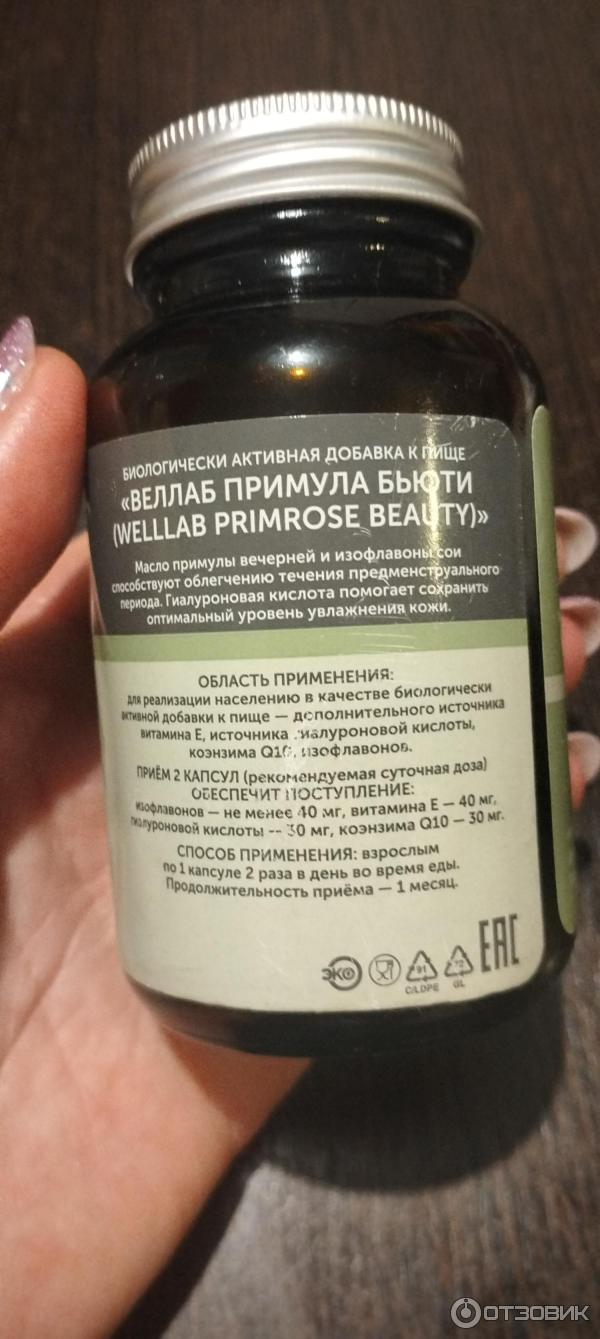 БИОЛОГИЧЕСКИ АКТИВНАЯ ДОБАВКА К ПИЩЕ
«ВЕЛЛАБ ПРИМУЛА БЬЮТИ
(WELLLAB PRIMROSE BEAUTY)»
Масло примулы вечерней и изофлавоны сои
способствуют облегчению течения предменструального
периода. Гиалуроновая кислота помогает сохранить
оптимальный уровень увлажнения кожи.
ОБЛАСТЬ ПРИМЕНЕНИЯ:
для реализации населению в качестве биологически
активной добавки к пище — дополнительного источника
витамина Е, источника гиалуроновой кислоты,
коэнзима Q10, изофлавонов.
ПРИЁМ 2 КАПСУЛ (рекомендуемая суточная доза)
ОБЕСПЕЧИТ ПОСТУПЛЕНИЕ:
изофлавонов — не менее 40 мг, витамина Е — 40 мг,
гиалуроновой кислоты — 30 мг, коэнзима Q10 — 30 мг.
СПОСОБ ПРИМЕНЕНИЯ: взрослым
по 1 капсуле 2 раза в день во время еды.
Продолжительность приёма — 1 месяц.
ЭКО 91 72 EAC
C/LDPE GL
ОТЗОВИК